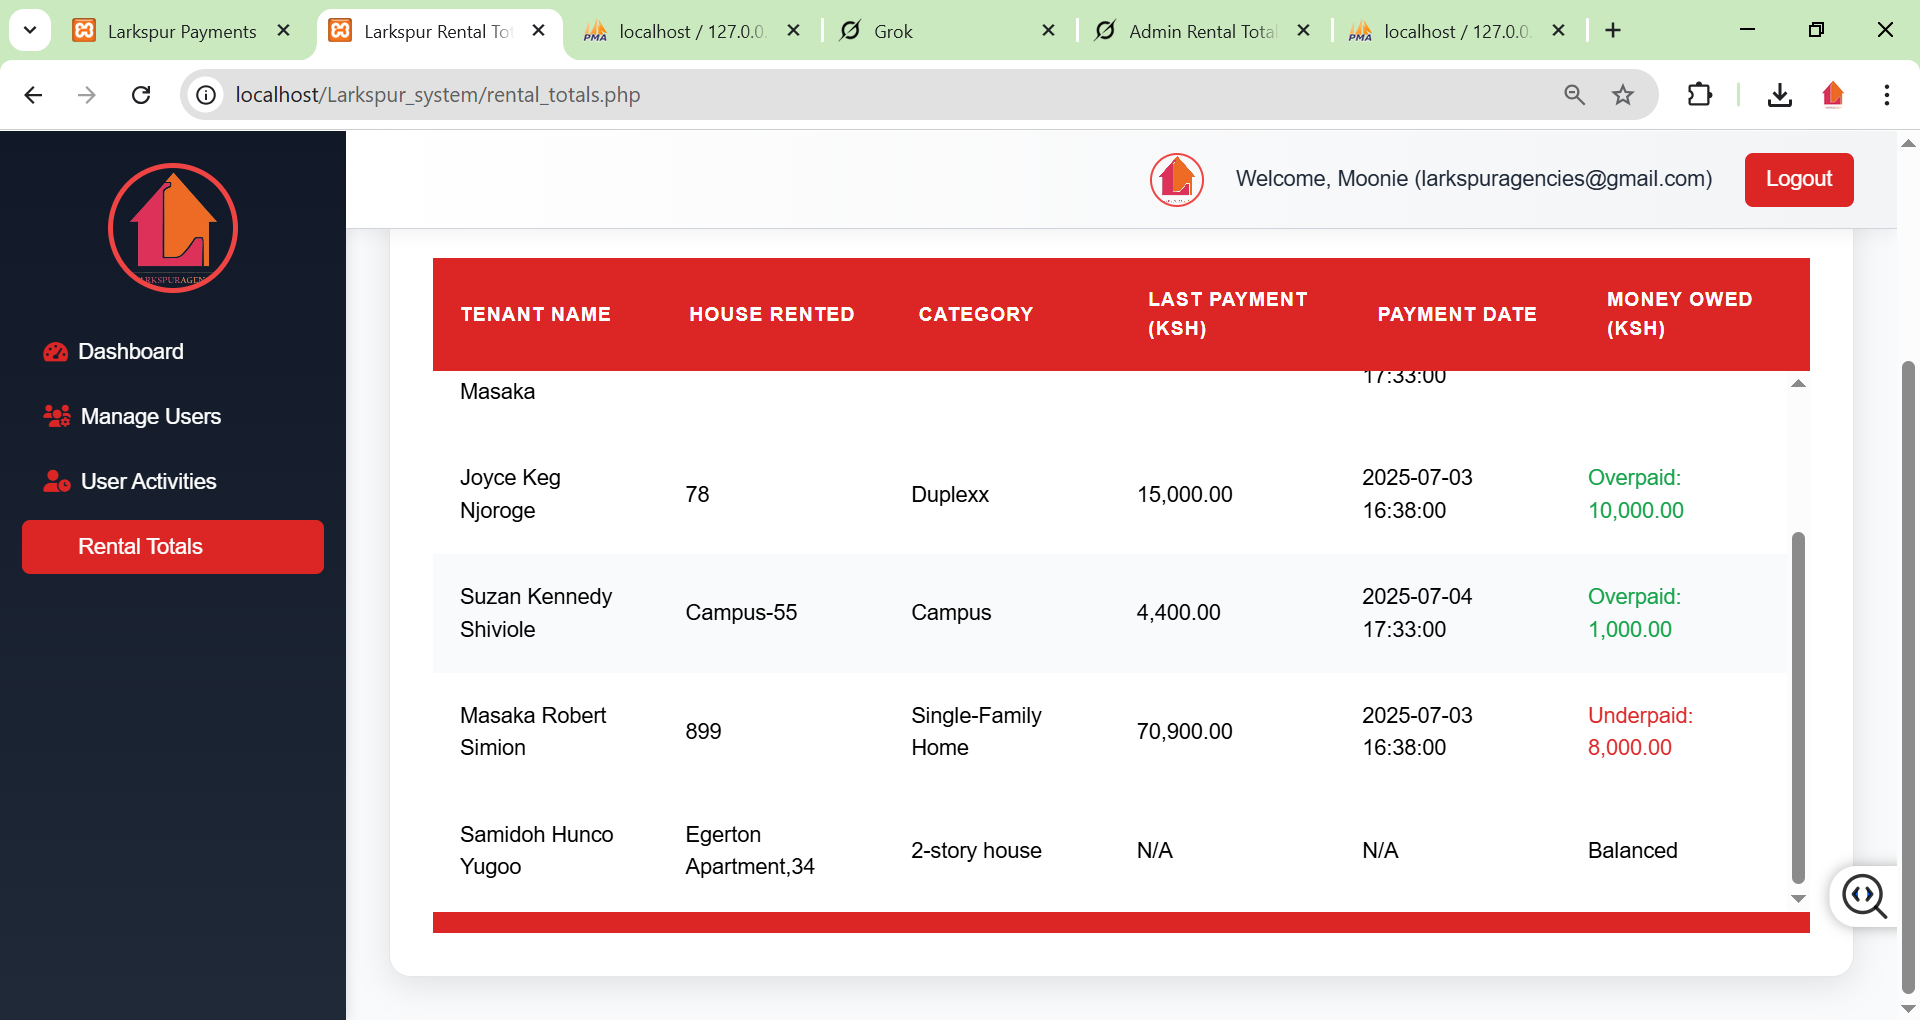 Larkspur Payments
Larkspur Rental To
localhost / 127.0.0.
Grok
Admin Rental Tota
localhost / 127.0.0.
localhost/Larkspur_system/rental_totals.php
Welcome, Moonie (larkspuragencies@gmail.com)
Logout
Dashboard
Manage Users
User Activities
Rental Totals
TENANT NAME
HOUSE RENTED
CATEGORY
LAST PAYMENT
(KSH)
PAYMENT DATE
MONEY OWED
(KSH)
Masaka
17:33:00
Joyce Keg
Njoroge
78
Duplexx
15,000.00
2025-07-03
16:38:00
Overpaid:
10,000.00
Suzan Kennedy
Shiviole
Campus-55
Campus
4,400.00
2025-07-04
17:33:00
Overpaid:
1,000.00
Masaka Robert
Simion
899
Single-Family
Home
70,900.00
2025-07-03
16:38:00
Underpaid:
8,000.00
Samidoh Hunco
Yugoo
Egerton
Apartment,34
2-story house
N/A
N/A
Balanced